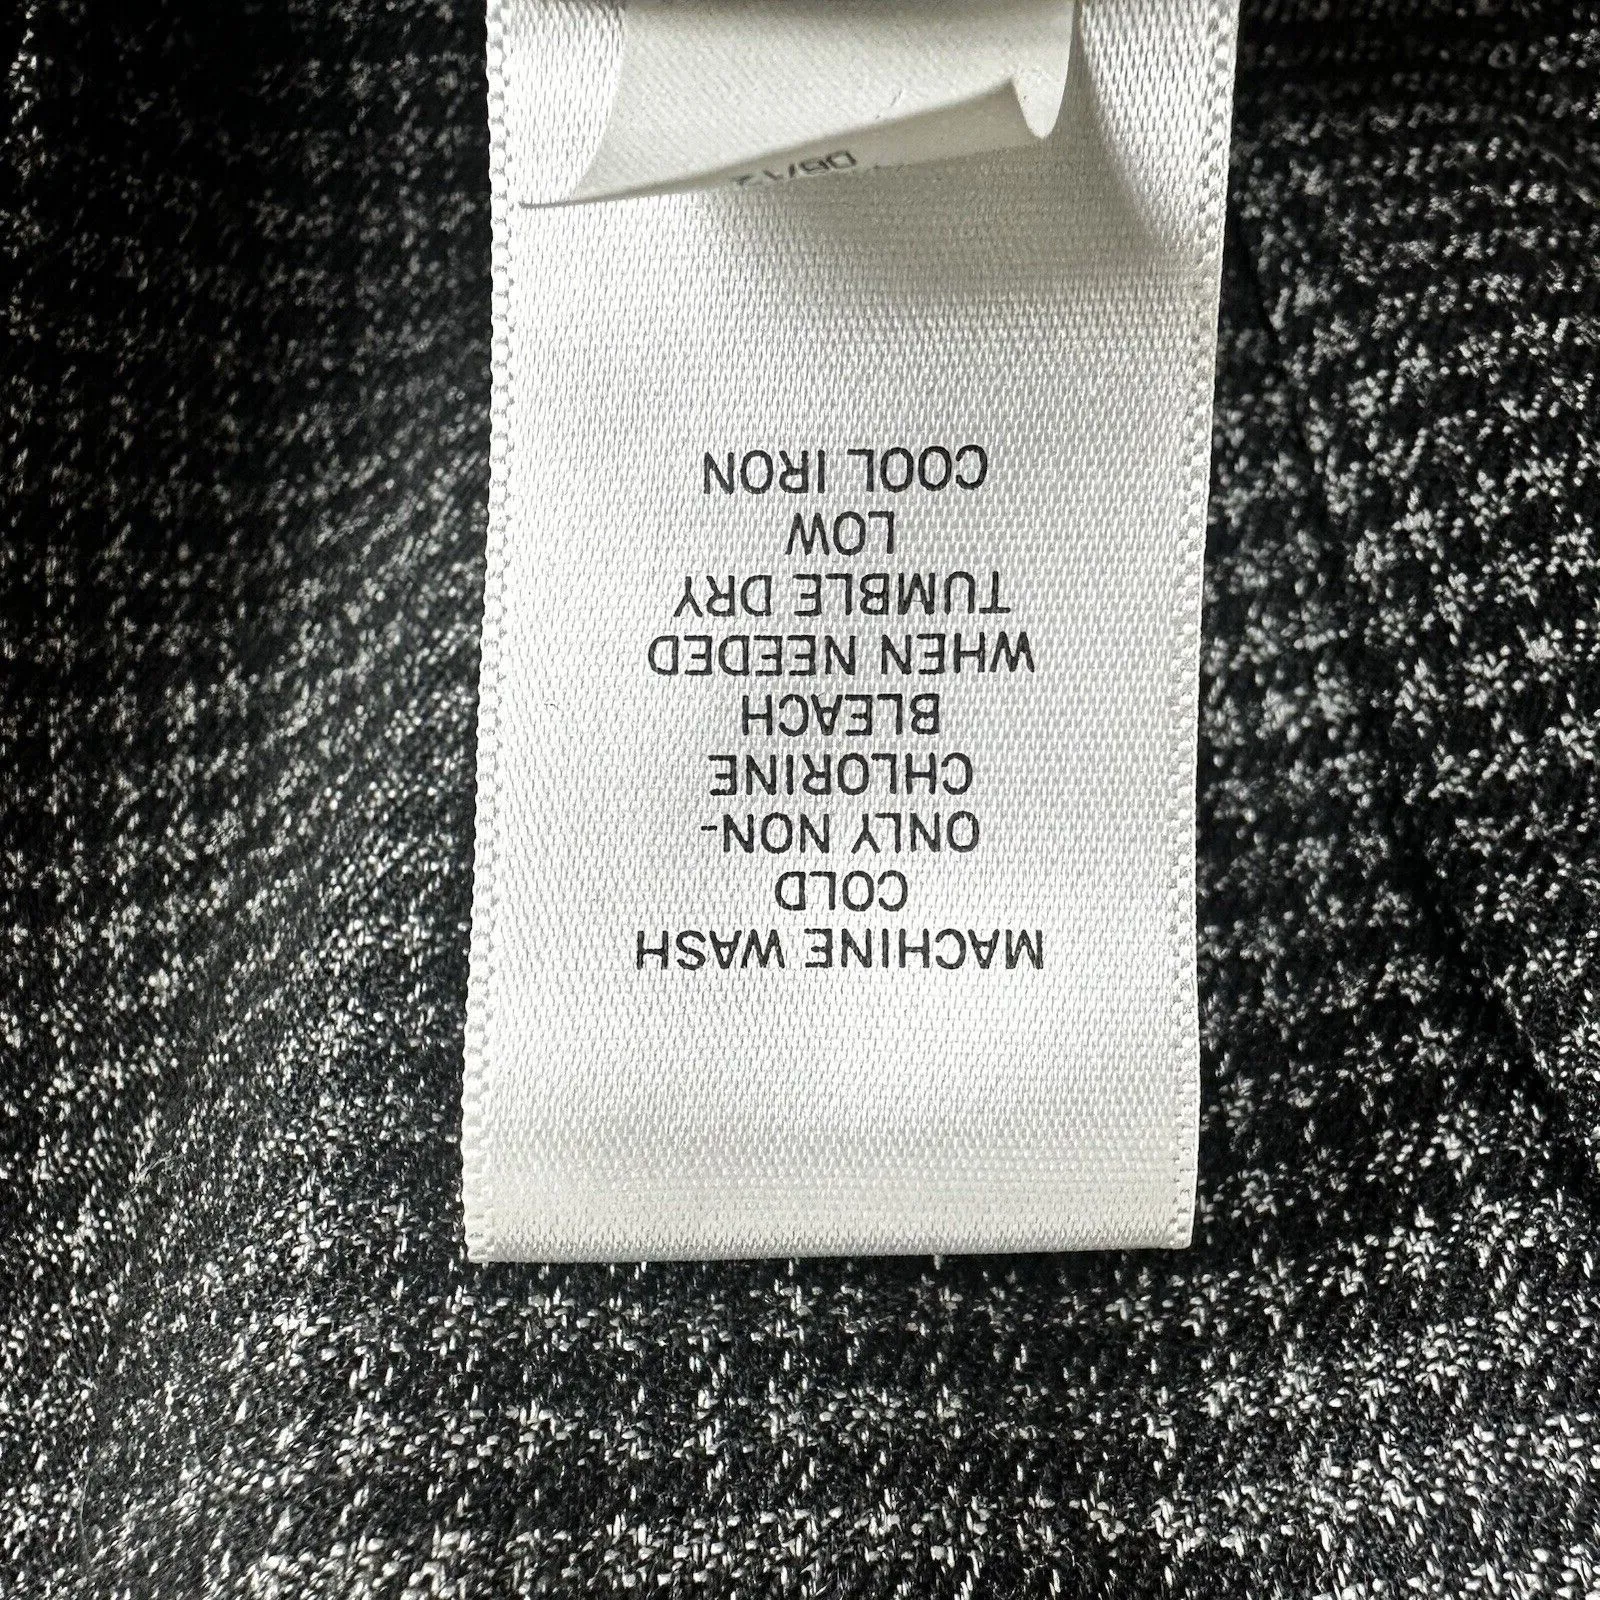 MACHINE WASH
COLD
ONLY NON-
CHLORINE
BLEACH
WHEN NEEDED
TUMBLE DRY
LOW
COOL IRON